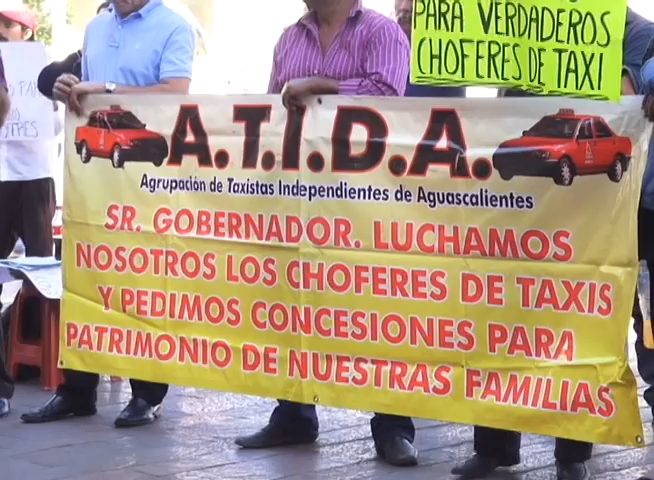 PARA VERDADEROS
CHOFERES DE TAXI
A.T.I.D.A.
Agrupación de Taxistas Independientes de Aguascalientes
SR. GOBERNADOR. LUCHAMOS
NOSOTROS LOS CHOFERES DE TAXIS
Y PEDIMOS CONCESIONES PARA
PATRIMONIO DE NUESTRAS FAMILIAS